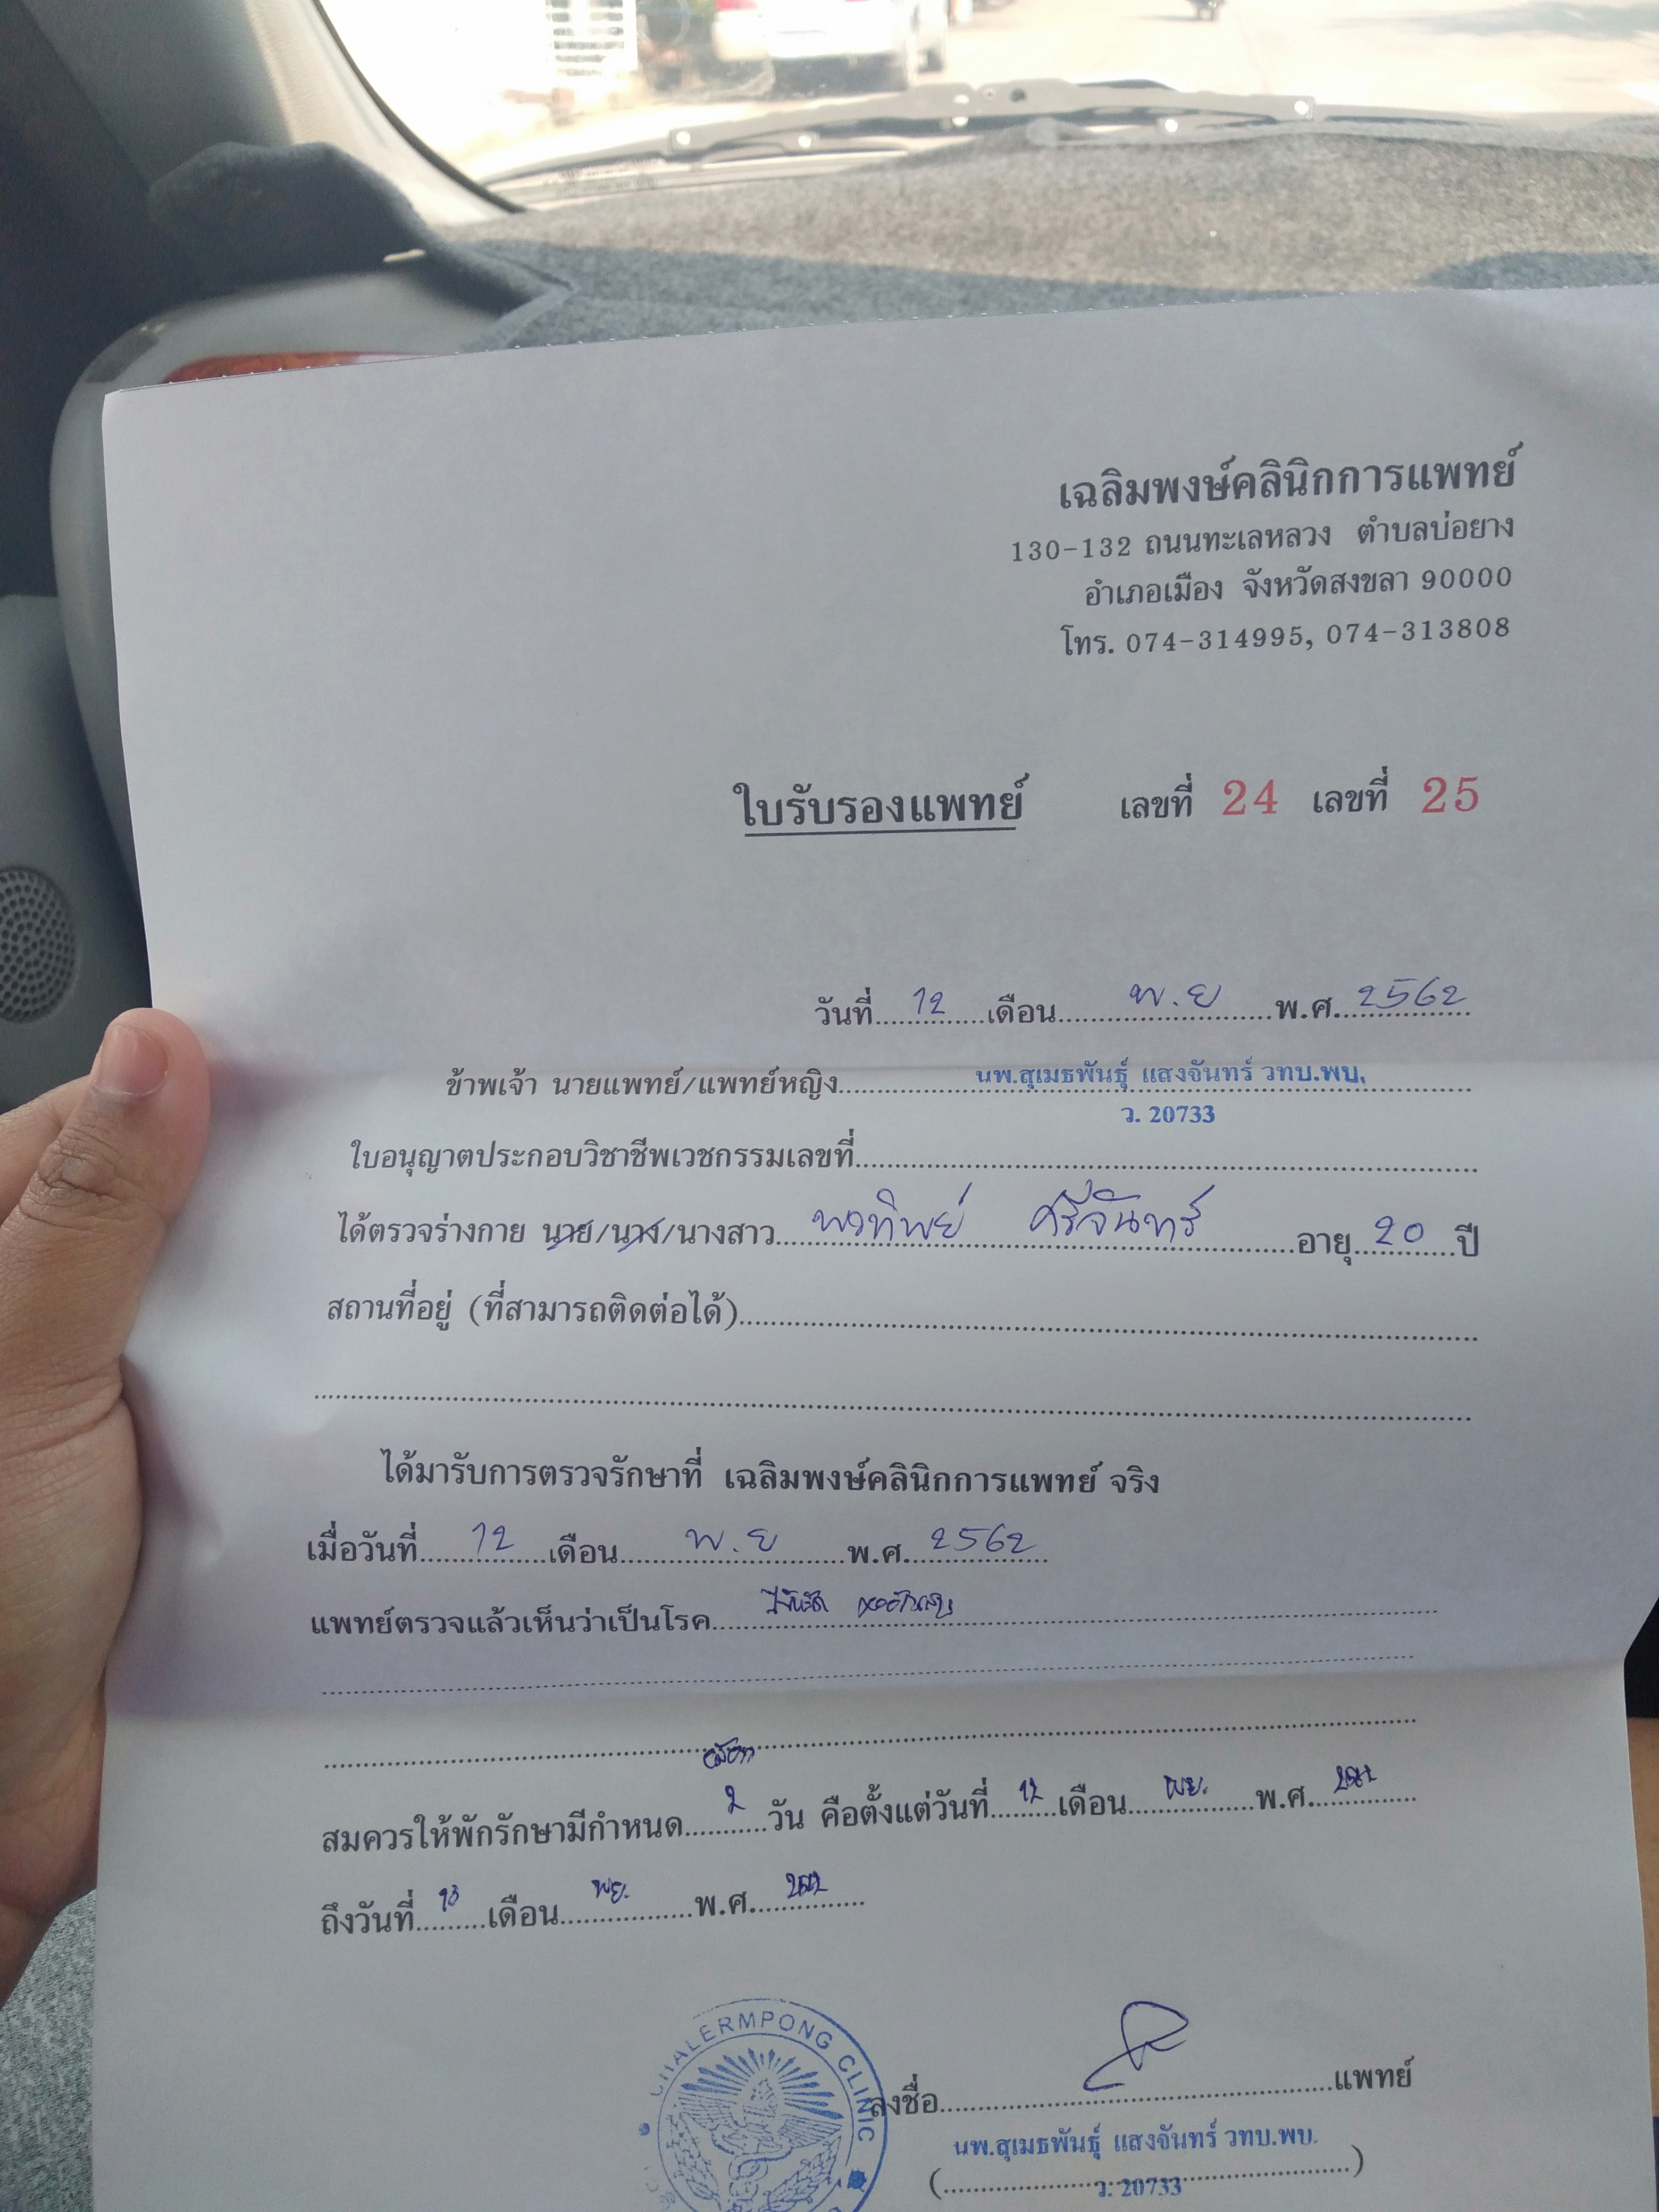 เฉลิมพงษ์คลินิกการแพทย์
130-132 ถนนทะเลหลวง ตำบลบ่อยาง
อำเภอเมือง จังหวัดสงขลา 90000
โทร. 074-314995, 074-313808
ใบรับรองแพทย์ เลขที่ 24 เลขที่ 25
วันที่ 12 เดือน พ.ย พ.ศ. 2562
ข้าพเจ้า นายแพทย์/แพทย์หญิง นพ.สุเมธพันธุ์ แสงจันทร์ วทบ.พบ.
ว. 20733
ใบอนุญาตประกอบวิชาชีพเวชกรรมเลขที่
ได้ตรวจร่างกาย นาย/นาง/นางสาว พรทิพย์ ศรีจันทร์ อายุ 20 ปี
สถานที่อยู่ (ที่สามารถติดต่อได้)
ได้มารับการตรวจรักษาที่ เฉลิมพงษ์คลินิกการแพทย์ จริง
เมื่อวันที่ 12 เดือน พ.ย พ.ศ. 2562
แพทย์ตรวจแล้วเห็นว่าเป็นโรค ไข้หวัด
สมควรให้พักรักษามีกำหนด 2 วัน คือตั้งแต่วันที่ 12 เดือน พย. พ.ศ. 2562
ถึงวันที่ 13 เดือน พย. พ.ศ. 2562
CHALERMPONG CLINIC
ลงชื่อ แพทย์
นพ.สุเมธพันธุ์ แสงจันทร์ วทบ.พบ.
( )
ว. 20733